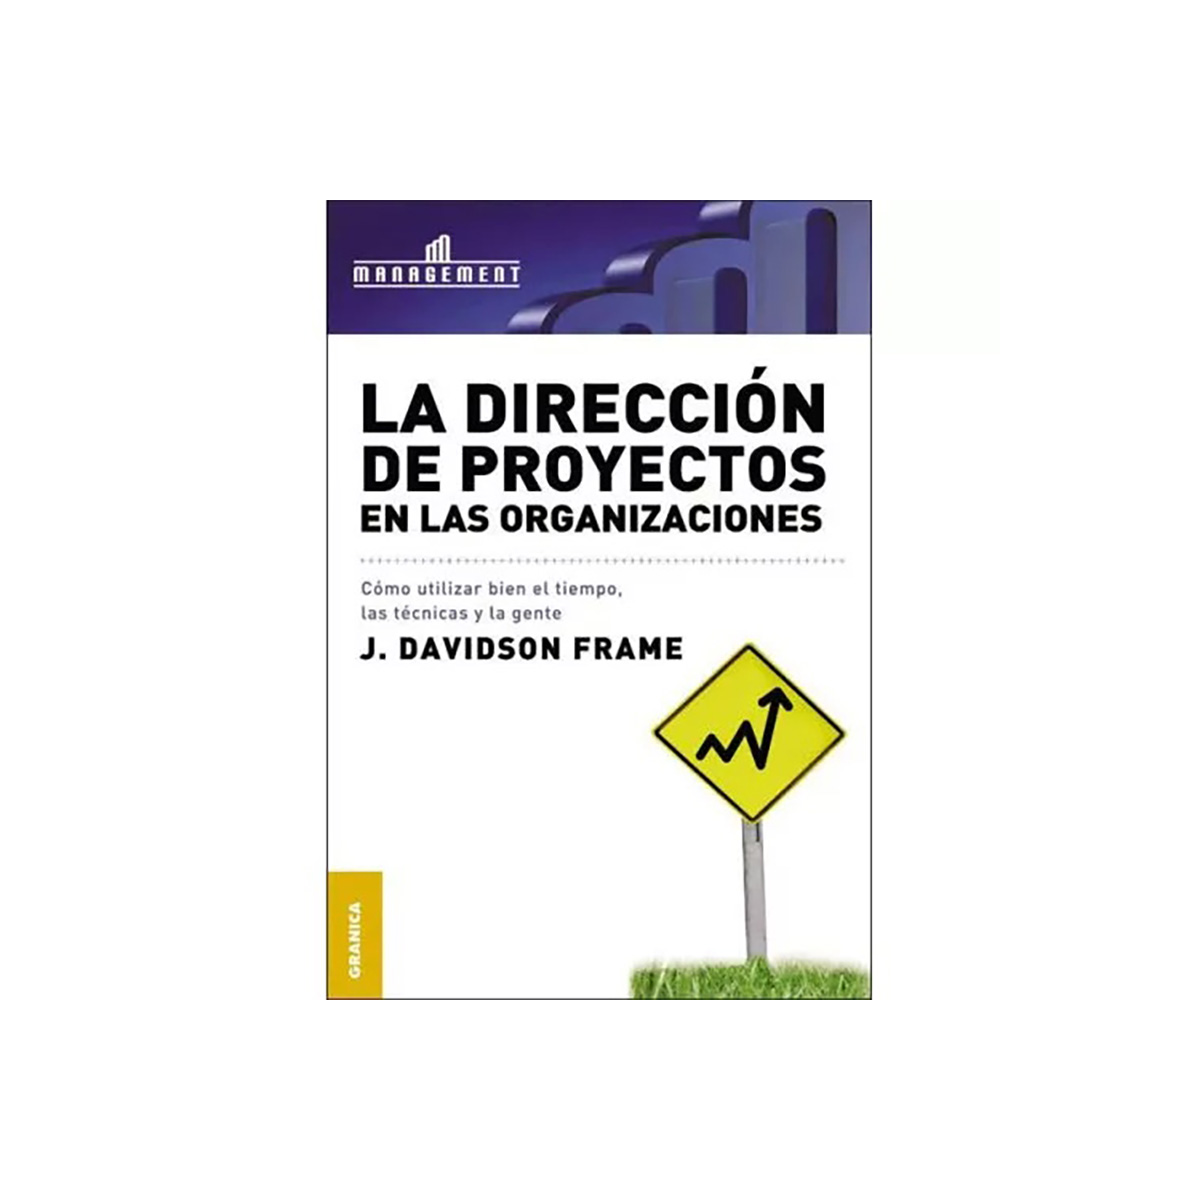 MANAGEMENT
LA DIRECCIÓN
DE PROYECTOS
EN LAS ORGANIZACIONES
Cómo utilizar bien el tiempo,
las técnicas y la gente
J. DAVIDSON FRAME
GRANICA